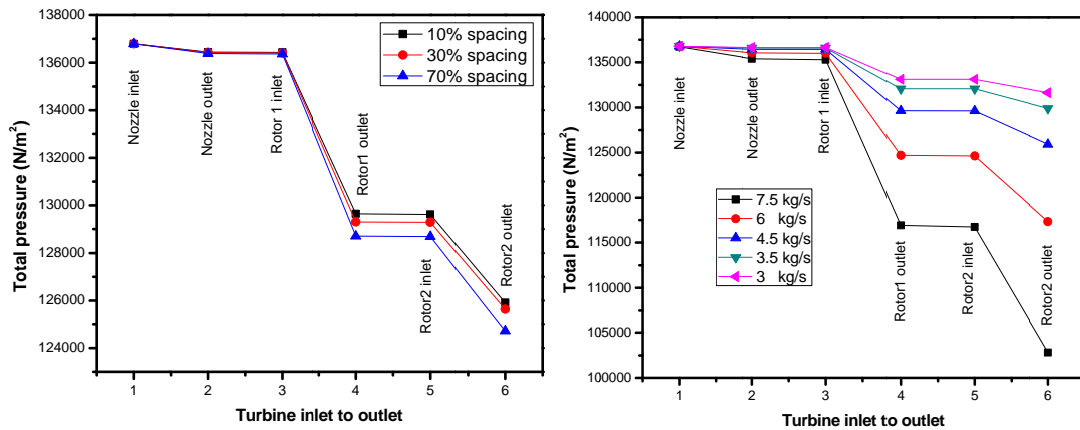 Total pressure (N/m²)
136000
134000
132000
130000
128000
126000
124000
10% spacing
30% spacing
70% spacing
Nozzle inlet
Nozzle outlet
Rotor 1 inlet
Rotor1 outlet
Rotor2 inlet
Rotor2 outlet
1 2 3 4 5 6
Turbine inlet to outlet
Total pressure (N/m²)
140000
135000
130000
125000
120000
115000
110000
105000
100000
Nozzle inlet
Nozzle outlet
Rotor 1 inlet
7.5 kg/s
6 kg/s
4.5 kg/s
3.5 kg/s
3 kg/s
Rotor1 outlet
Rotor2 inlet
Rotor2 outlet
1 2 3 4 5 6
Turbine inlet to outlet